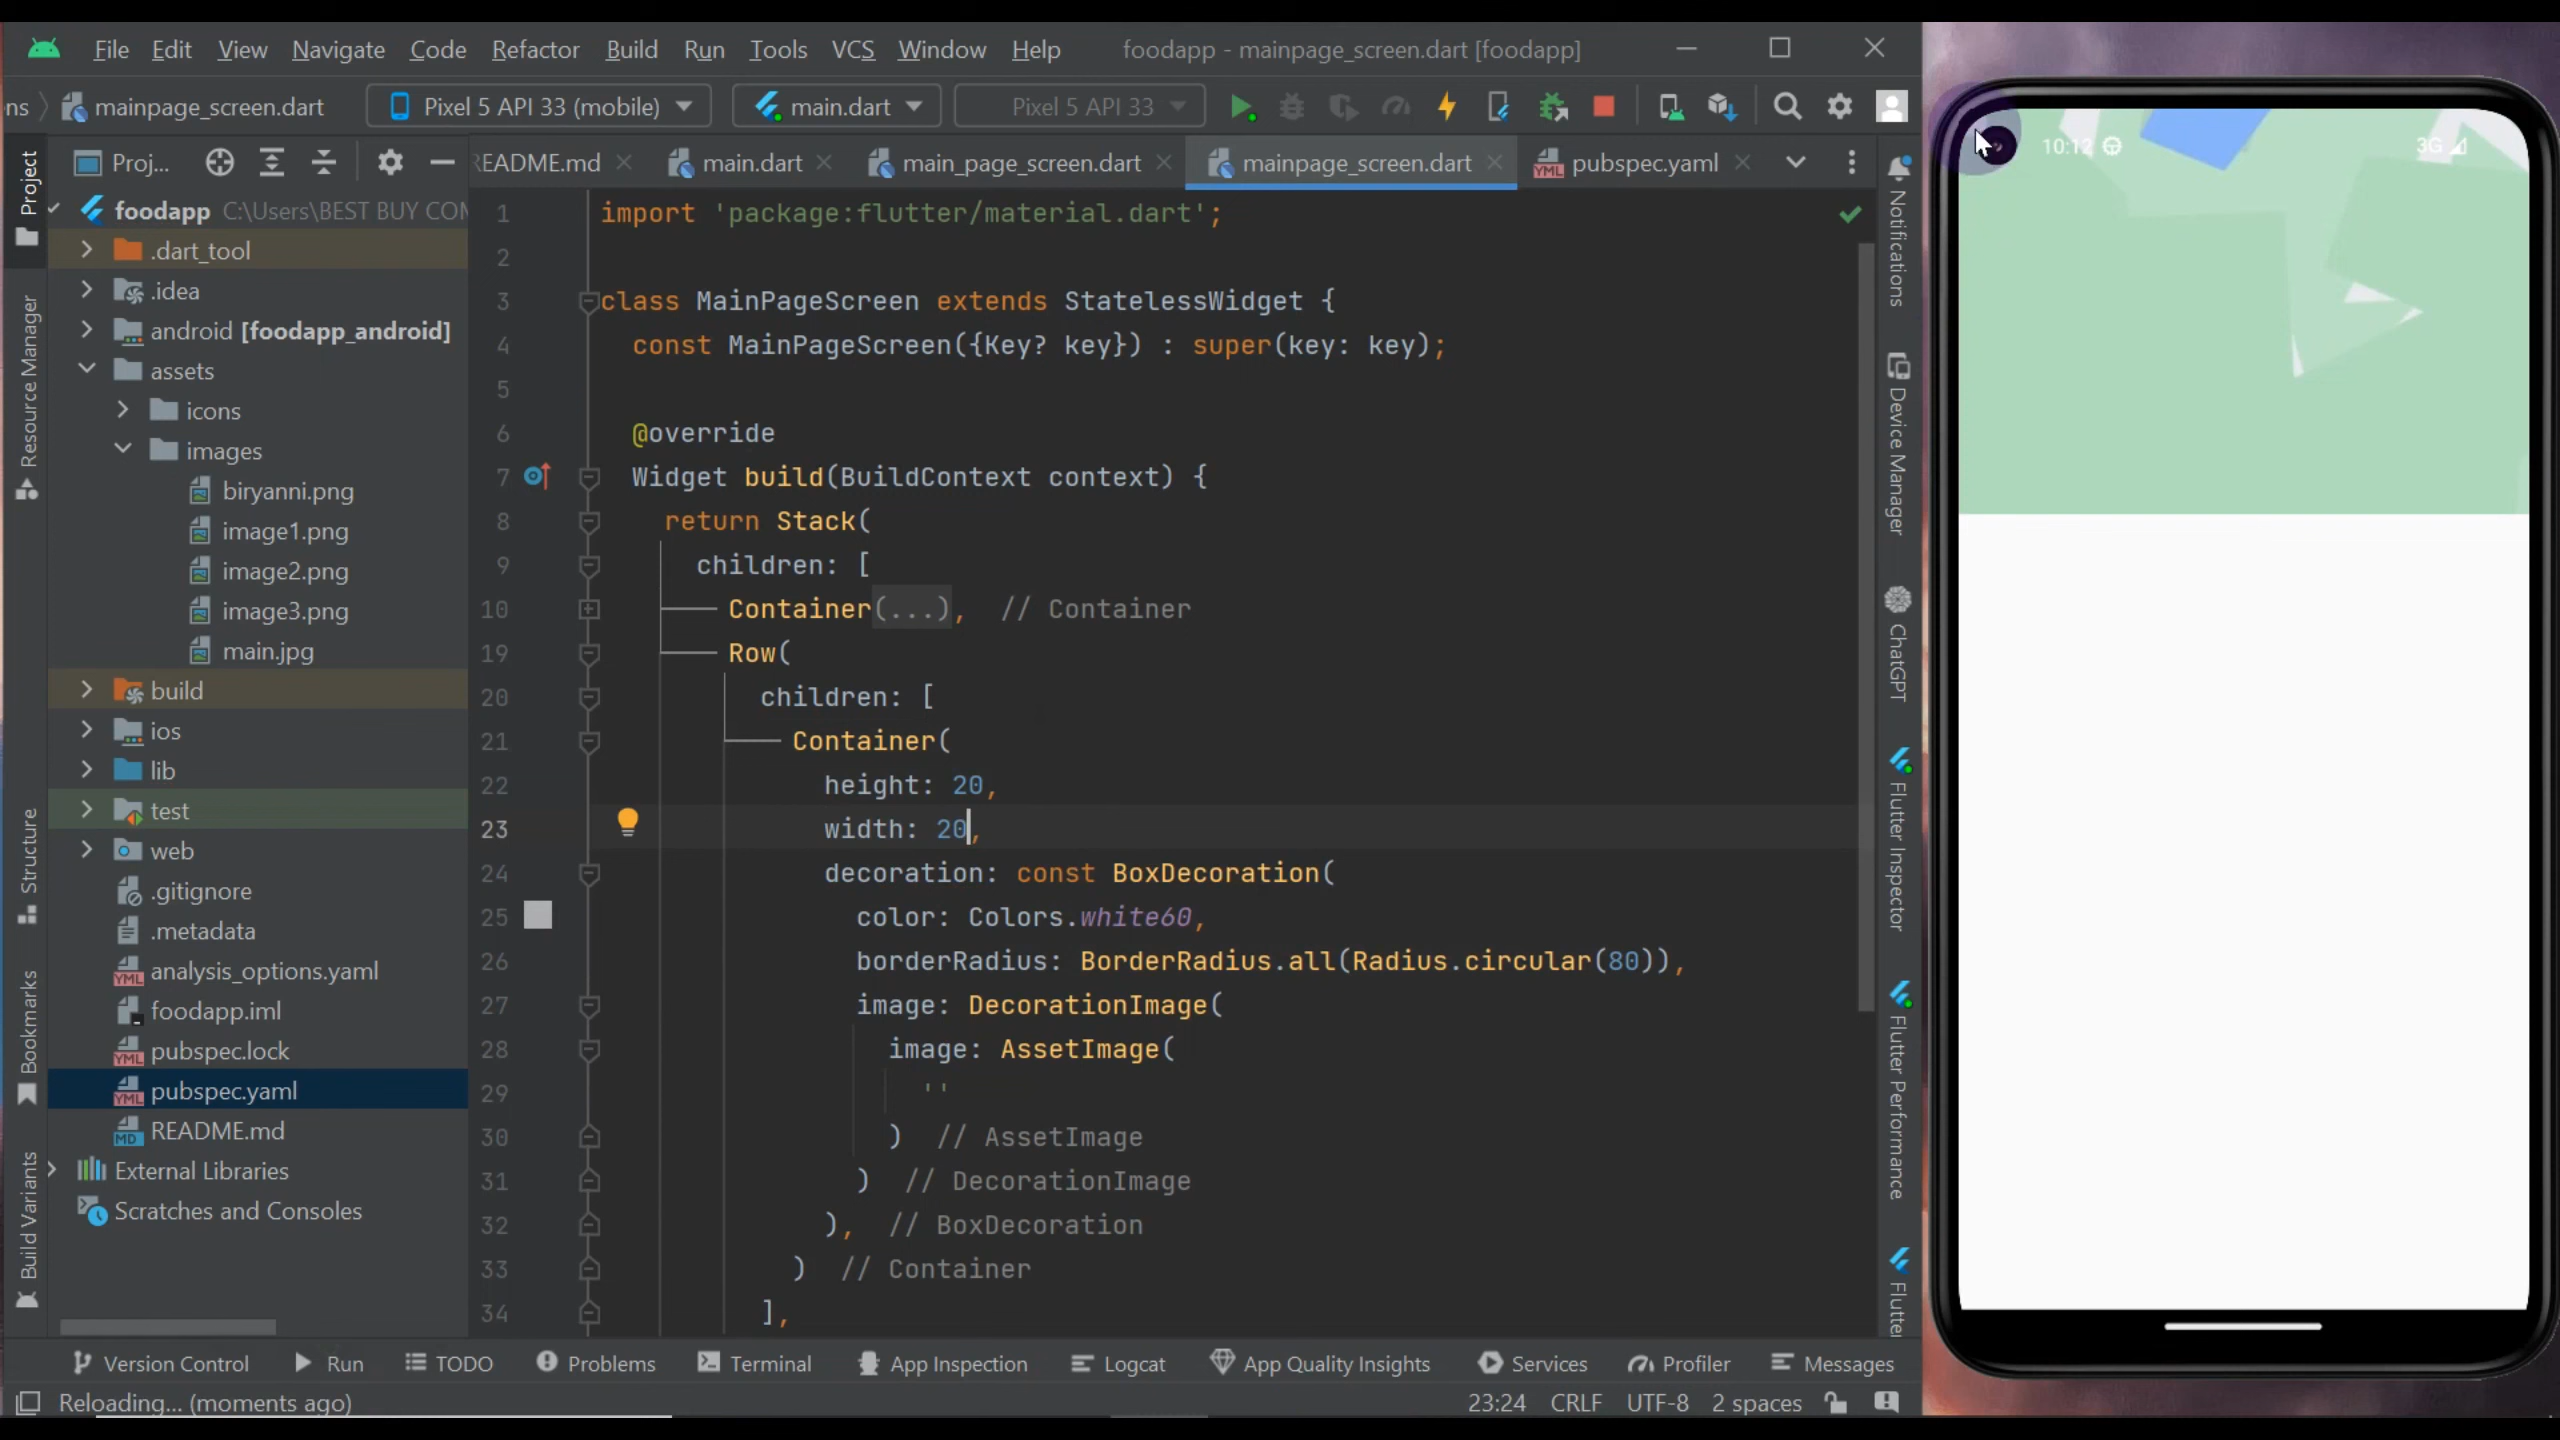 File Edit View Navigate Code Refactor Build Run Tools VCS Window Help foodapp - mainpage_screen.dart [foodapp]
ns mainpage_screen.dart Pixel 5 API 33 (mobile) main.dart Pixel 5 API 33
Proj... README.md main.dart main_page_screen.dart mainpage_screen.dart pubspec.yaml
Project
Resource Manager
Structure
Bookmarks
Build Variants
foodapp C:\Users\BEST BUY COM
.dart_tool
.idea
android [foodapp_android]
assets
icons
images
biryanni.png
image1.png
image2.png
image3.png
main.jpg
build
ios
lib
test
web
.gitignore
.metadata
analysis_options.yaml
foodapp.iml
pubspec.lock
pubspec.yaml
README.md
External Libraries
Scratches and Consoles
1 import 'package:flutter/material.dart';
2
3 class MainPageScreen extends StatelessWidget {
4 const MainPageScreen({Key? key}) : super(key: key);
5
6 @override
7 Widget build(BuildContext context) {
8 return Stack(
9 children: [
10 Container(...), // Container
19 Row(
20 children: [
21 Container(
22 height: 20,
23 width: 20,
24 decoration: const BoxDecoration(
25 color: Colors.white60,
26 borderRadius: BorderRadius.all(Radius.circular(80)),
27 image: DecorationImage(
28 image: AssetImage(
29 ''
30 ) // AssetImage
31 ) // DecorationImage
32 ), // BoxDecoration
33 ) // Container
34 ],
Notifications
Device Manager
ChatGPT
Flutter Inspector
Flutter Performance
Flutter
10:12 3G
Version Control Run TODO Problems Terminal App Inspection Logcat App Quality Insights Services Profiler Messages
Reloading... (moments ago) 23:24 CRLF UTF-8 2 spaces